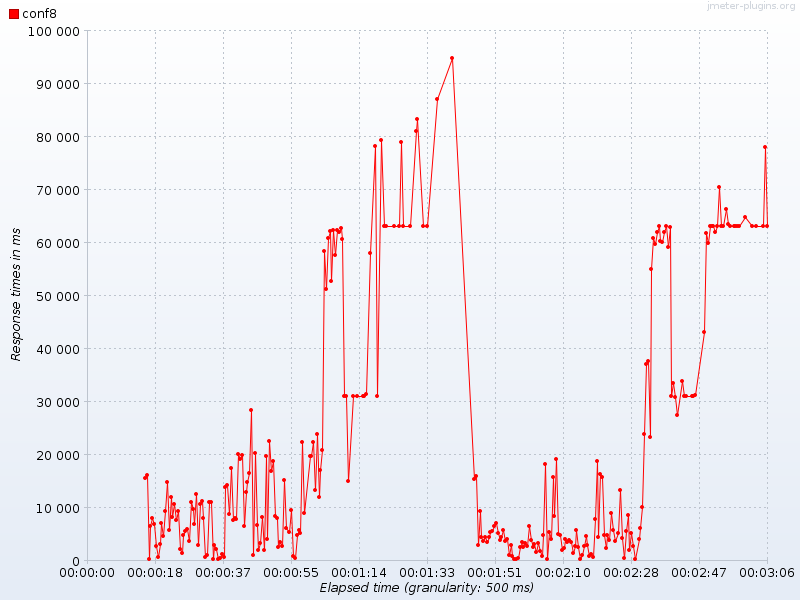 jmeter-plugins.org
conf8
100 000
90 000
80 000
70 000
60 000
50 000
40 000
30 000
20 000
10 000
0
Response times in ms
00:00:00 00:00:18 00:00:37 00:00:55 00:01:14 00:01:33 00:01:51 00:02:10 00:02:28 00:02:47 00:03:06
Elapsed time (granularity: 500 ms)